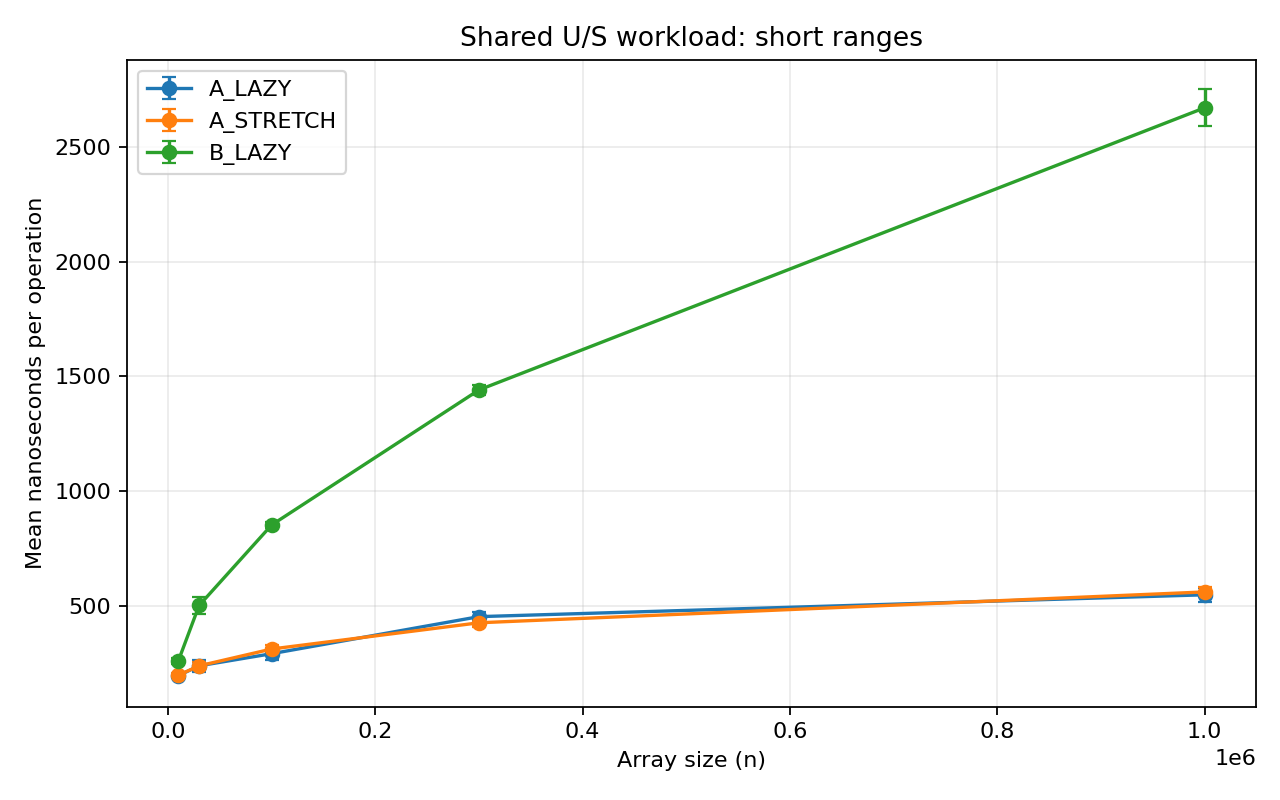 Shared U/S workload: short ranges
A_LAZY
A_STRETCH
B_LAZY
Mean nanoseconds per operation
2500
2000
1500
1000
500
0.0 0.2 0.4 0.6 0.8 1.0
1e6
Array size (n)